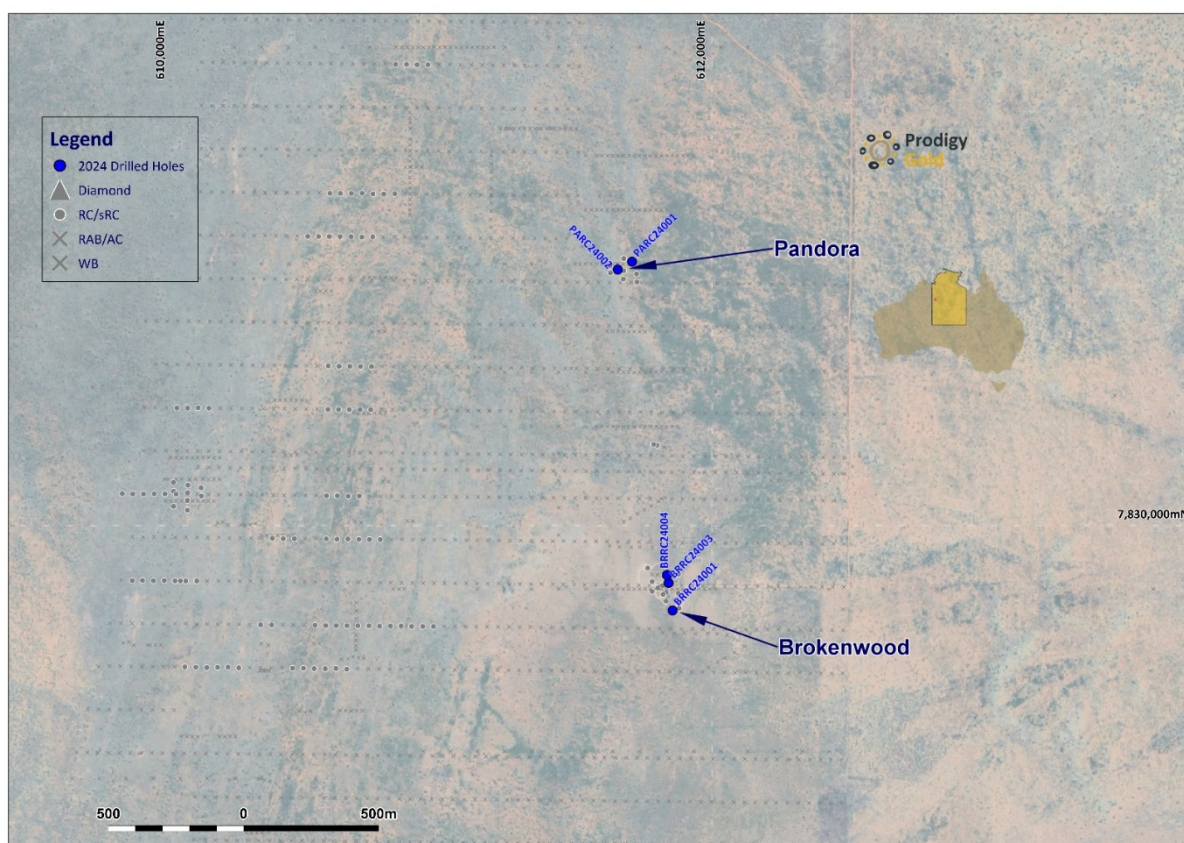 610,000mE
612,000mE
Legend
2024 Drilled Holes
Diamond
RC/sRC
RAB/AC
WB
Prodigy
Gold
PARC24002
PARC24001
Pandora
7,830,000mN
BRRC24004
BRRC24003
BRRC24001
Brokenwood
500
0
500m